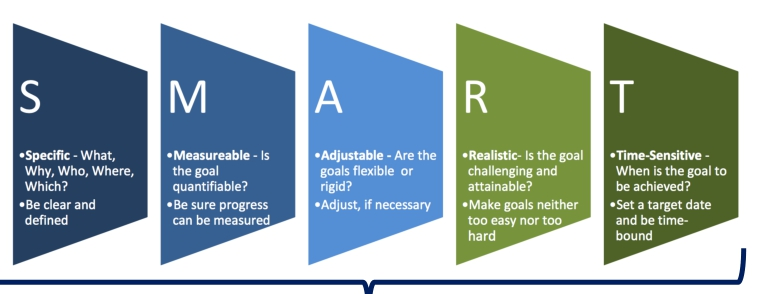 S
•Specific - What,
Why, Who, Where,
Which?
•Be clear and
defined
M
•Measureable - Is
the goal
quantifiable?
•Be sure progress
can be measured
A
•Adjustable - Are the
goals flexible or
rigid?
•Adjust, if necessary
R
•Realistic- Is the goal
challenging and
attainable?
•Make goals neither
too easy nor too
hard
T
•Time-Sensitive -
When is the goal to
be achieved?
•Set a target date
and be time-
bound